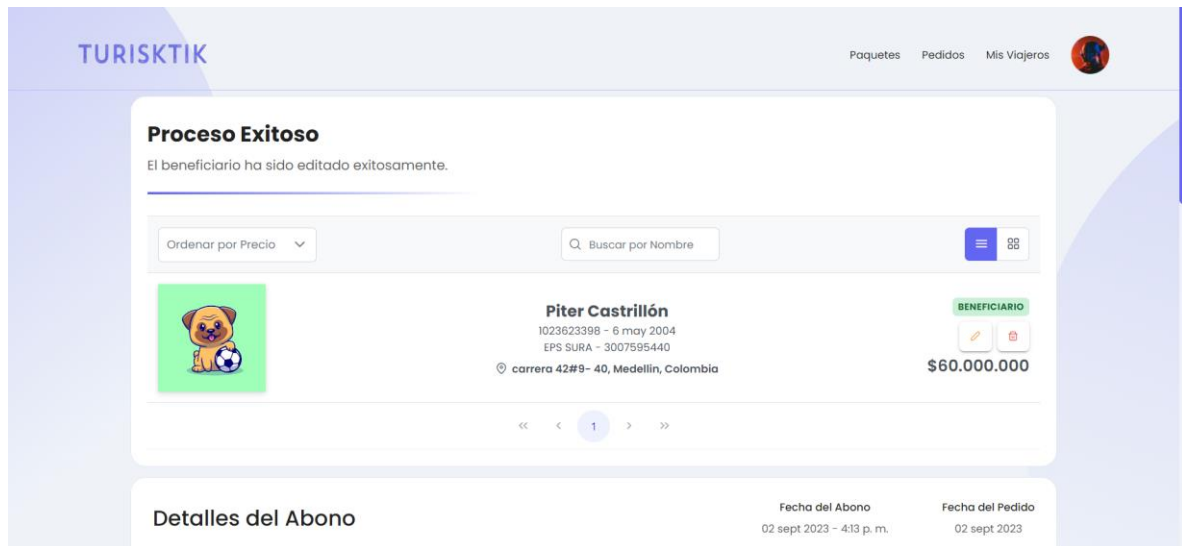 TURISKTIK
Paquetes Pedidos Mis Viajeros
Proceso Exitoso
El beneficiario ha sido editado exitosamente.
Ordenar por Precio
Buscar por Nombre
Piter Castrillón
1023623398 - 6 may 2004
EPS SURA - 3007595440
carrera 42#9- 40, Medellin, Colombia
BENEFICIARIO
$60.000.000
<< < 1 > >>
Detalles del Abono
Fecha del Abono
02 sept 2023 - 4:13 p. m.
Fecha del Pedido
02 sept 2023